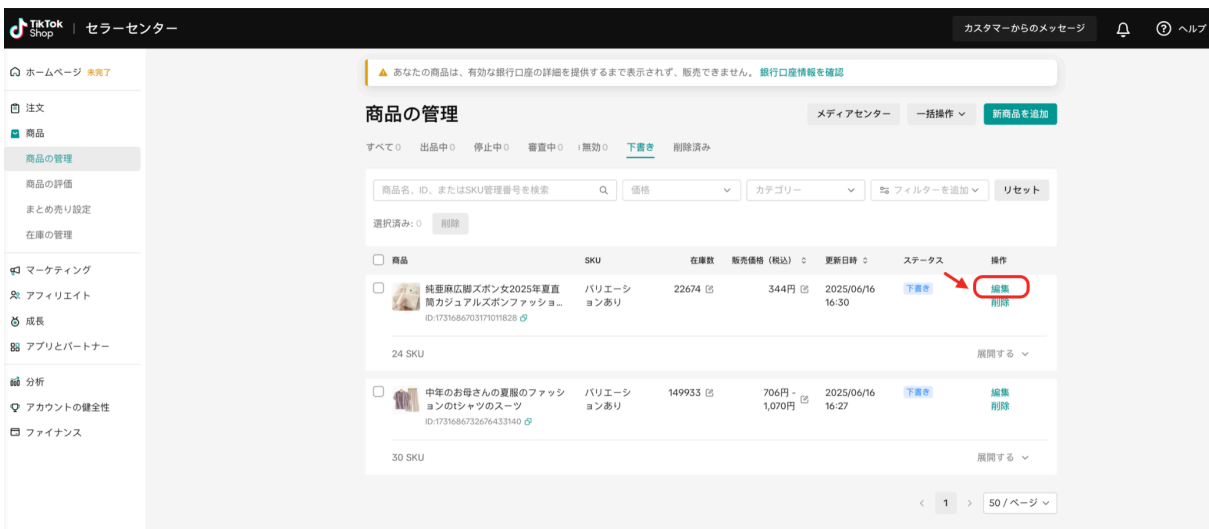 TikTok
Shop
セラーセンター
カスタマーからのメッセージ
ヘルプ
ホームページ 未完了
注文
商品
商品の管理
商品の評価
まとめ売り設定
在庫の管理
マーケティング
アフィリエイト
成長
アプリとパートナー
分析
アカウントの健全性
ファイナンス
あなたの商品は、有効な銀行口座の詳細を提供するまで表示されず、販売できません。 銀行口座情報を確認
商品の管理
メディアセンター 一括操作 新商品を追加
すべて 0 出品中 0 停止中 0 審査中 0 無効 0 下書き 削除済み
商品名、ID、またはSKU管理番号を検索 価格 カテゴリー フィルターを追加 リセット
選択済み: 0 削除
商品 SKU 在庫数 販売価格（税込） 更新日時 ステータス 操作
純亜麻広脚ズボン女2025年夏直 バリエーシ 22674 344円 2025/06/16 下書き 編集
筒カジュアルズボンファッショ... ョンあり 16:30 削除
ID:1731686703171011828
24 SKU 展開する
中年のお母さんの夏服のファッシ バリエーシ 149933 706円 - 2025/06/16 下書き 編集
ョンのtシャツのスーツ ョンあり 1,070円 16:27 削除
ID:1731686732676433140
30 SKU 展開する
< 1 > 50 / ページ